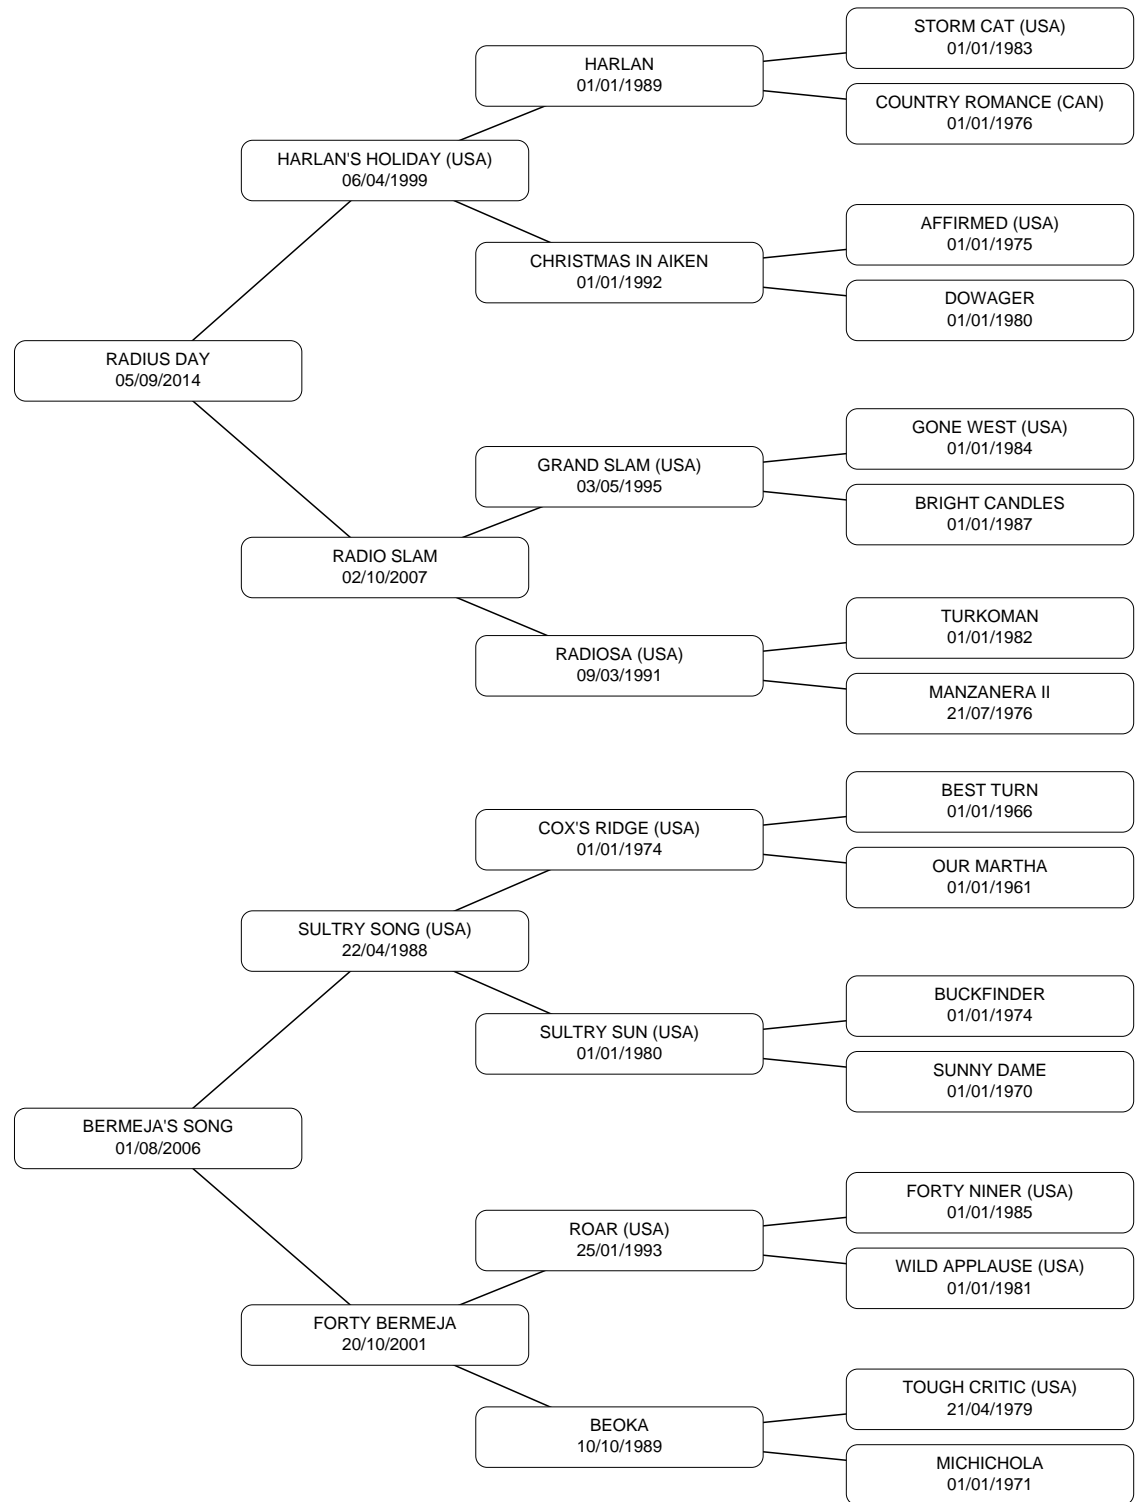 STORM CAT (USA)
01/01/1983
HARLAN
01/01/1989
COUNTRY ROMANCE (CAN)
01/01/1976
HARLAN'S HOLIDAY (USA)
06/04/1999
AFFIRMED (USA)
01/01/1975
CHRISTMAS IN AIKEN
01/01/1992
DOWAGER
01/01/1980
RADIUS DAY
05/09/2014
GONE WEST (USA)
01/01/1984
GRAND SLAM (USA)
03/05/1995
BRIGHT CANDLES
01/01/1987
RADIO SLAM
02/10/2007
TURKOMAN
01/01/1982
RADIOSA (USA)
09/03/1991
MANZANERA II
21/07/1976
BEST TURN
01/01/1966
COX'S RIDGE (USA)
01/01/1974
OUR MARTHA
01/01/1961
SULTRY SONG (USA)
22/04/1988
BUCKFINDER
01/01/1974
SULTRY SUN (USA)
01/01/1980
SUNNY DAME
01/01/1970
BERMEJA'S SONG
01/08/2006
FORTY NINER (USA)
01/01/1985
ROAR (USA)
25/01/1993
WILD APPLAUSE (USA)
01/01/1981
FORTY BERMEJA
20/10/2001
TOUGH CRITIC (USA)
21/04/1979
BEOKA
10/10/1989
MICHICHOLA
01/01/1971